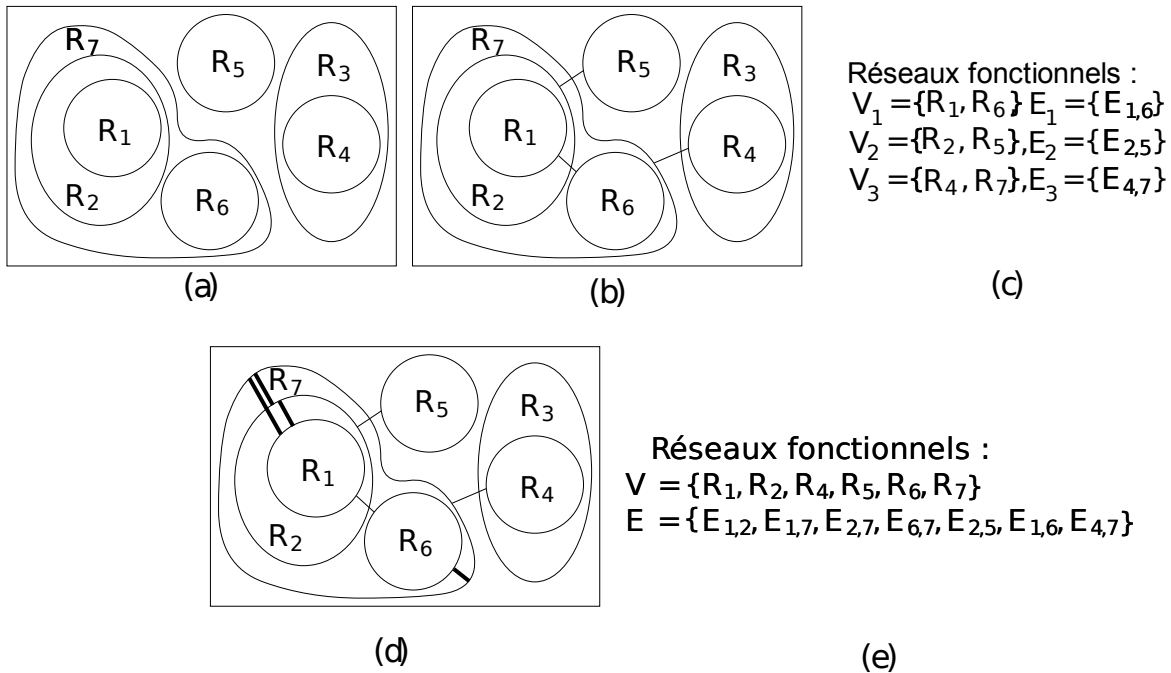 R7
R5
R3
R1
R4
R2
R6
(a)
R7
R5
R3
R1
R4
R2
R6
(b)
Réseaux fonctionnels :
V1 ={R1, R6} E1 ={E1,6}
V2 ={R2, R5},E2 ={E2,5}
V3 ={R4, R7},E3 ={E4,7}
(c)
R7
R5
R3
R1
R4
R2
R6
(d)
Réseaux fonctionnels :
V ={R1, R2, R4, R5, R6, R7}
E ={E1,2, E1,7, E2,7, E6,7, E2,5, E1,6, E4,7}
(e)